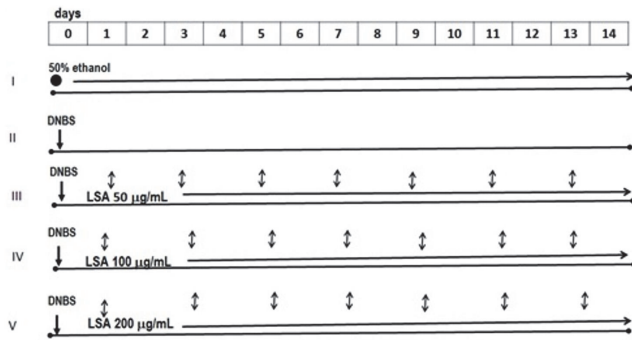 days
0 1 2 3 4 5 6 7 8 9 10 11 12 13 14
50% ethanol
I
DNBS
II
DNBS
LSA 50 µg/mL
III
DNBS
LSA 100 µg/mL
IV
DNBS
LSA 200 µg/mL
V